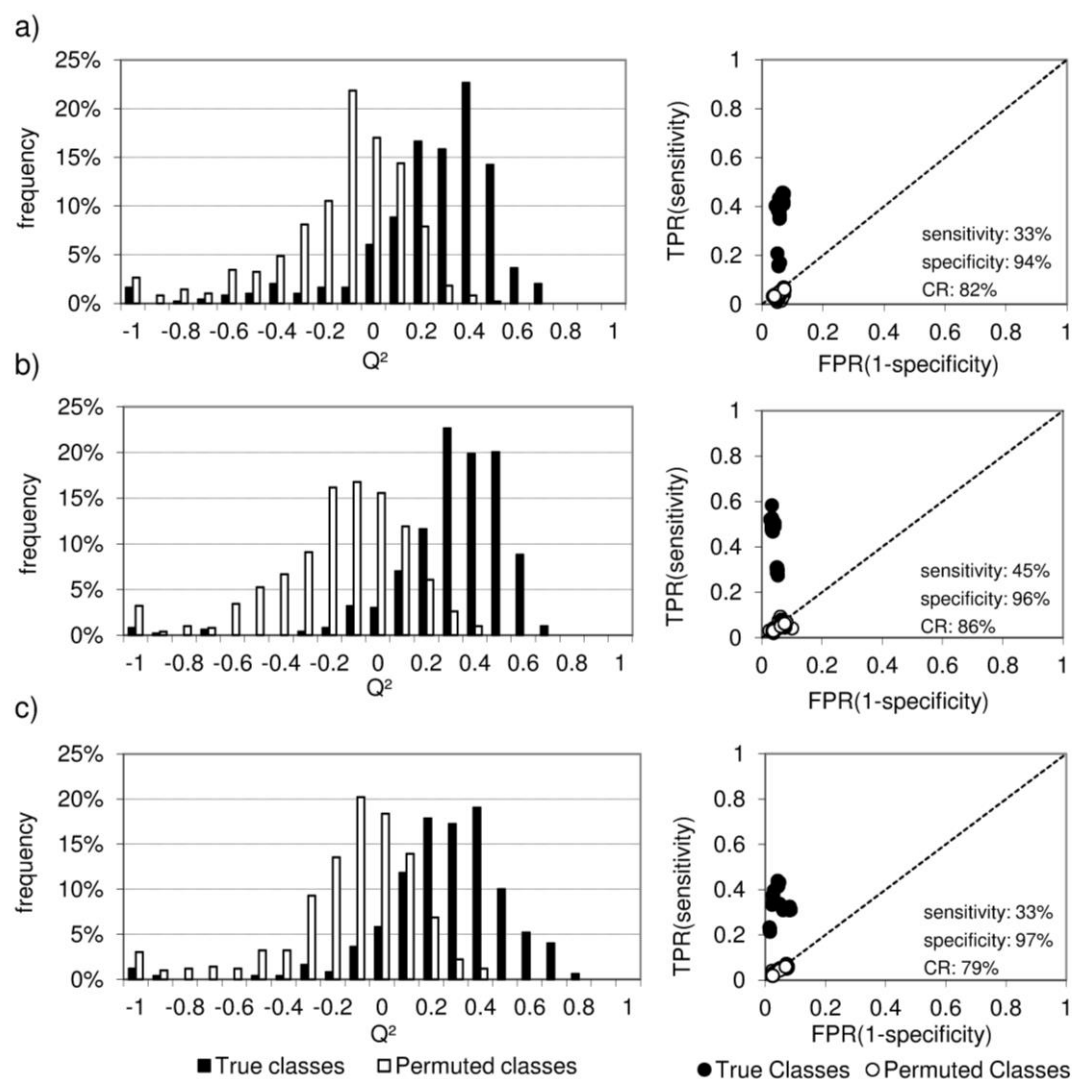 a)
25%
20%
15%
10%
5%
0%
frequency
-1 -0.8 -0.6 -0.4 -0.2 0 0.2 0.4 0.6 0.8 1
Q²
1
0.8
0.6
0.4
0.2
0
TPR(sensitivity)
sensitivity: 33%
specificity: 94%
CR: 82%
0 0.2 0.4 0.6 0.8 1
FPR(1-specificity)
b)
25%
20%
15%
10%
5%
0%
frequency
-1 -0.8 -0.6 -0.4 -0.2 0 0.2 0.4 0.6 0.8 1
Q²
1
0.8
0.6
0.4
0.2
0
TPR(sensitivity)
sensitivity: 45%
specificity: 96%
CR: 86%
0 0.2 0.4 0.6 0.8 1
FPR(1-specificity)
c)
25%
20%
15%
10%
5%
0%
frequency
-1 -0.8 -0.6 -0.4 -0.2 0 0.2 0.4 0.6 0.8 1
Q²
True classes Permuted classes
1
0.8
0.6
0.4
0.2
0
TPR(sensitivity)
sensitivity: 33%
specificity: 97%
CR: 79%
0 0.2 0.4 0.6 0.8 1
FPR(1-specificity)
True Classes Permuted Classes